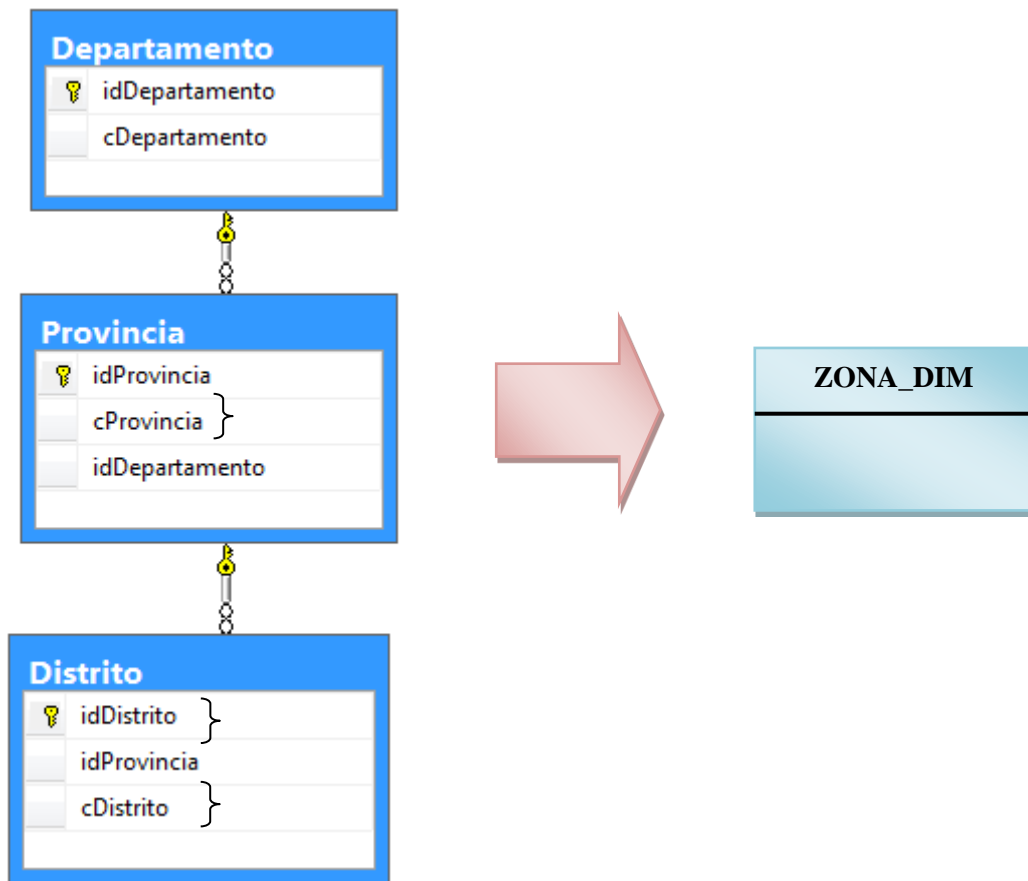 Departamento
idDepartamento
cDepartamento
Provincia
idProvincia
cProvincia
idDepartamento
Distrito
idDistrito
idProvincia
cDistrito
ZONA_DIM